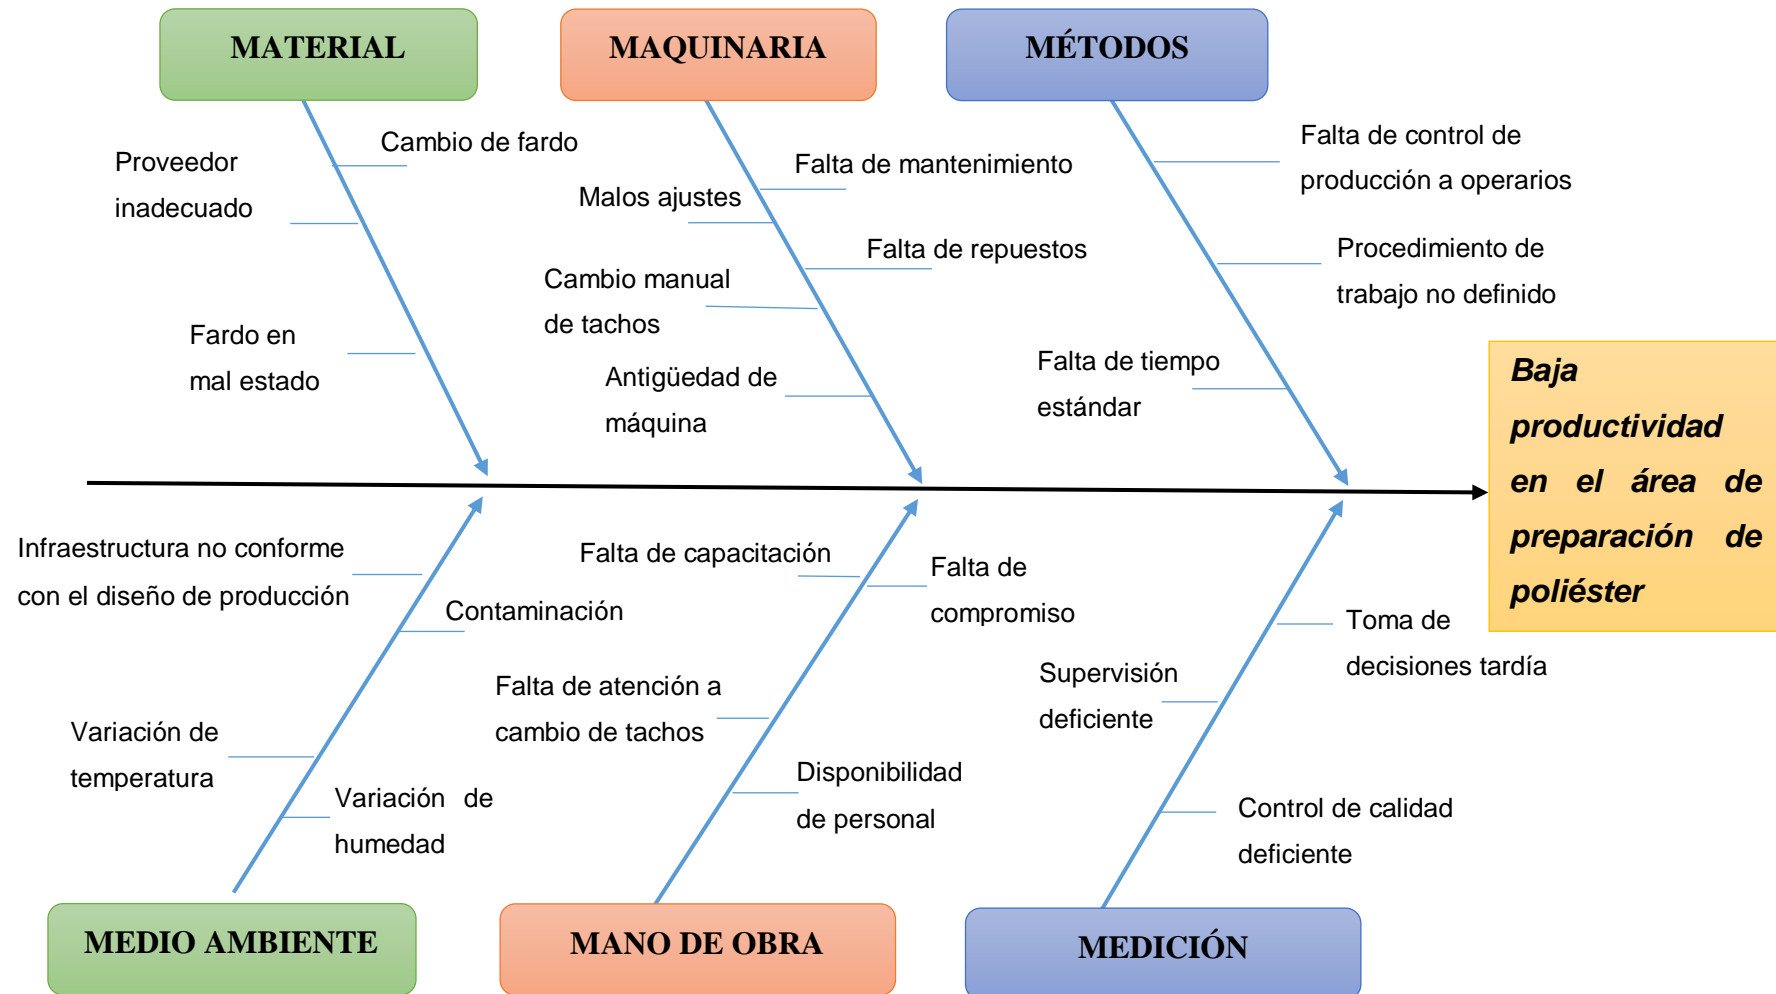 MATERIAL
MAQUINARIA
MÉTODOS
Cambio de fardo
Proveedor
inadecuado
Fardo en
mal estado
Falta de mantenimiento
Malos ajustes
Falta de repuestos
Cambio manual
de tachos
Antigüedad de
máquina
Falta de control de
producción a operarios
Procedimiento de
trabajo no definido
Falta de tiempo
estándar
Baja
productividad
en el área de
preparación de
poliéster
Infraestructura no conforme
con el diseño de producción
Contaminación
Variación de
temperatura
Variación de
humedad
Falta de capacitación
Falta de
compromiso
Falta de atención a
cambio de tachos
Disponibilidad
de personal
Toma de
decisiones tardía
Supervisión
deficiente
Control de calidad
deficiente
MEDIO AMBIENTE
MANO DE OBRA
MEDICIÓN